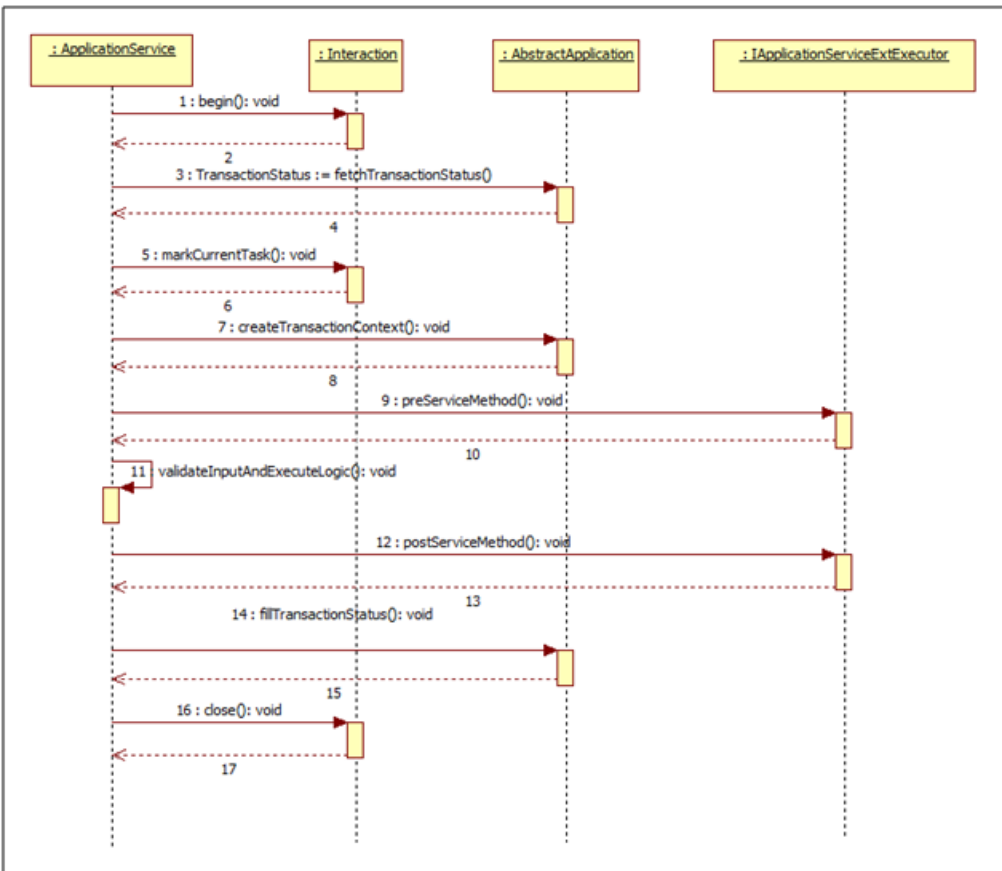 : ApplicationService
: Interaction
: AbstractApplication
: IApplicationServiceExtExecutor
1 : begin(): void
2
3 : TransactionStatus := fetchTransactionStatus()
4
5 : markCurrentTask(): void
6
7 : createTransactionContext(): void
8
9 : preServiceMethod(): void
10
11 : validateInputAndExecuteLogic(): void
12 : postServiceMethod(): void
13
14 : fillTransactionStatus(): void
15
16 : close(): void
17